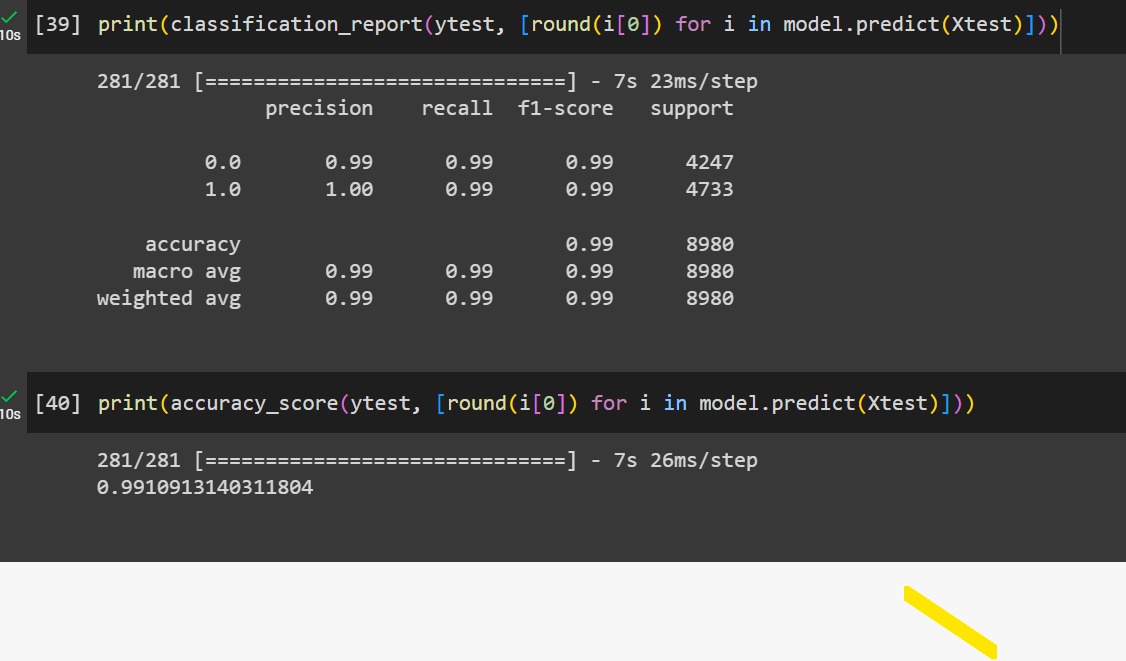 [39] print(classification_report(ytest, [round(i[0]) for i in model.predict(Xtest)]))
10s
281/281 [==============================] - 7s 23ms/step
precision recall f1-score support
0.0 0.99 0.99 0.99 4247
1.0 1.00 0.99 0.99 4733
accuracy 0.99 8980
macro avg 0.99 0.99 0.99 8980
weighted avg 0.99 0.99 0.99 8980
[40] print(accuracy_score(ytest, [round(i[0]) for i in model.predict(Xtest)]))
10s
281/281 [==============================] - 7s 26ms/step
0.9910913140311804